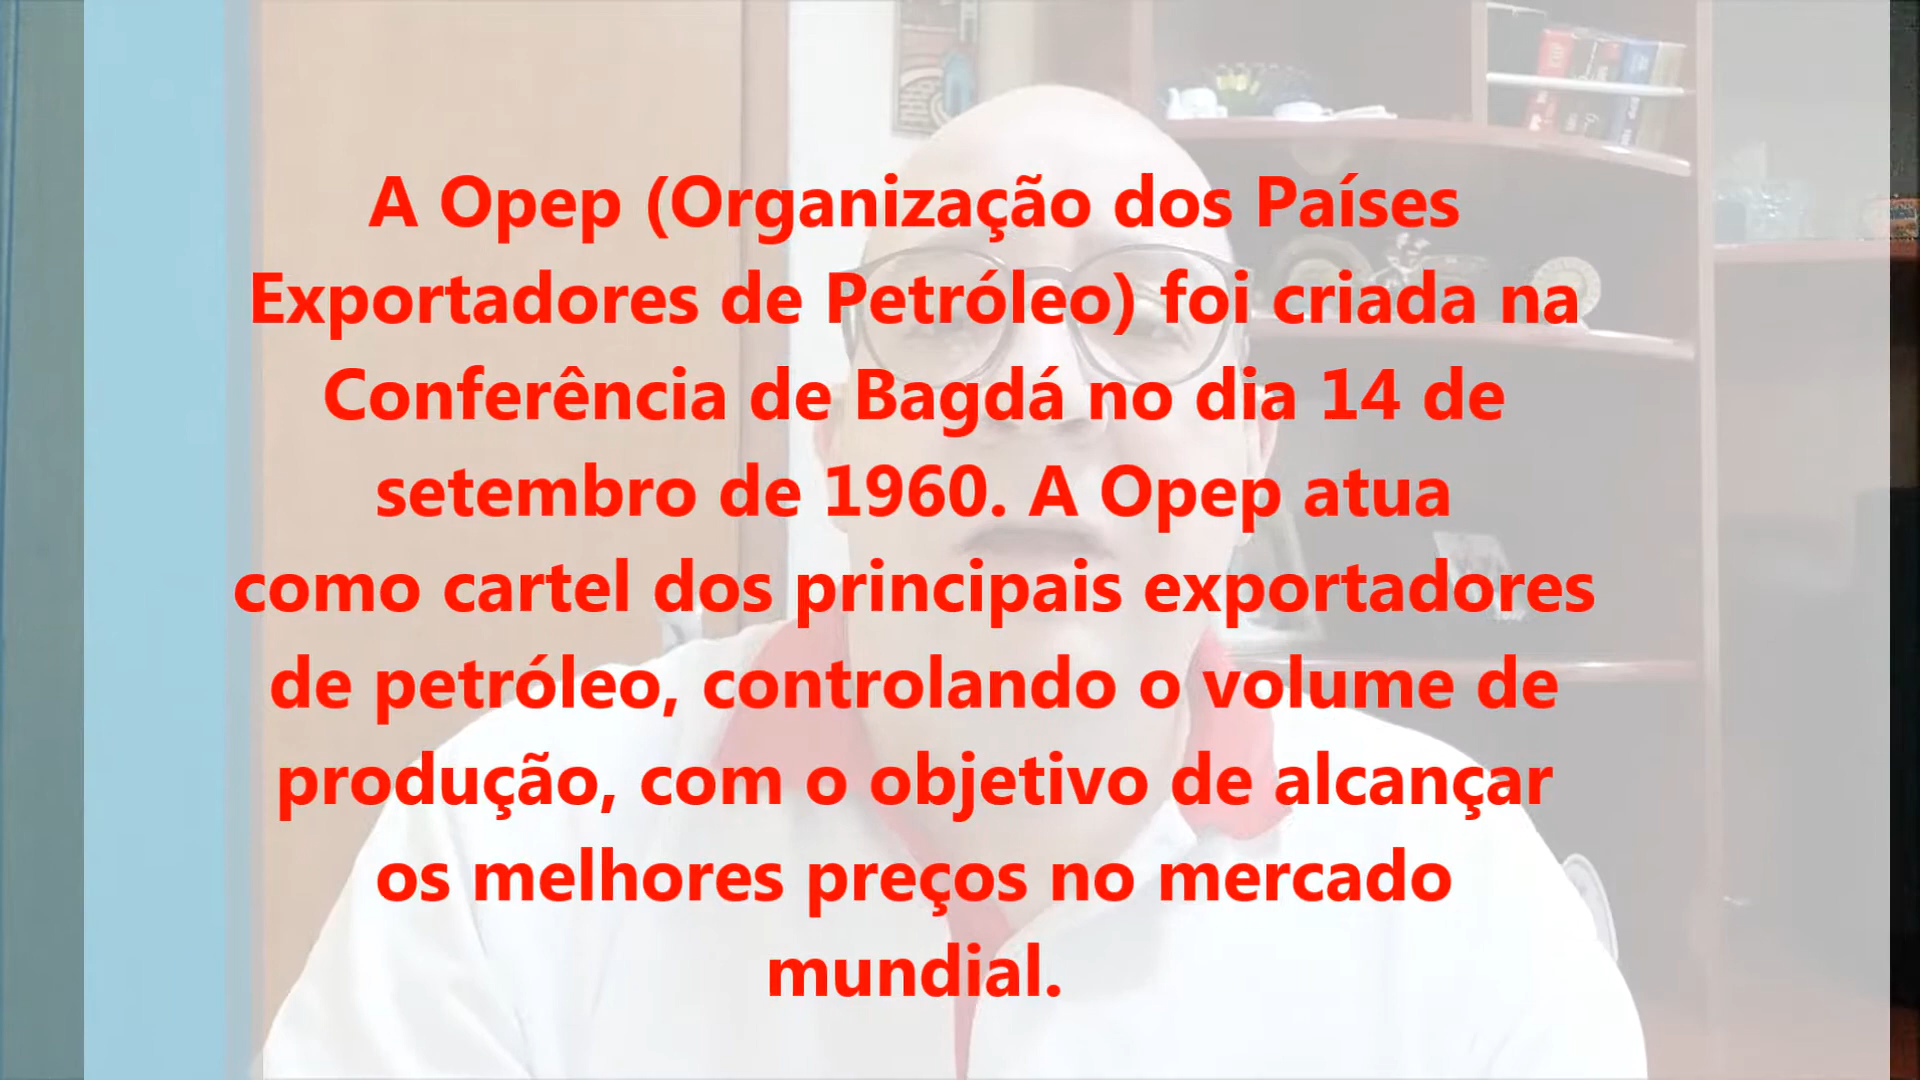 A Opep (Organização dos Países
Exportadores de Petróleo) foi criada na
Conferência de Bagdá no dia 14 de
setembro de 1960. A Opep atua
como cartel dos principais exportadores
de petróleo, controlando o volume de
produção, com o objetivo de alcançar
os melhores preços no mercado
mundial.